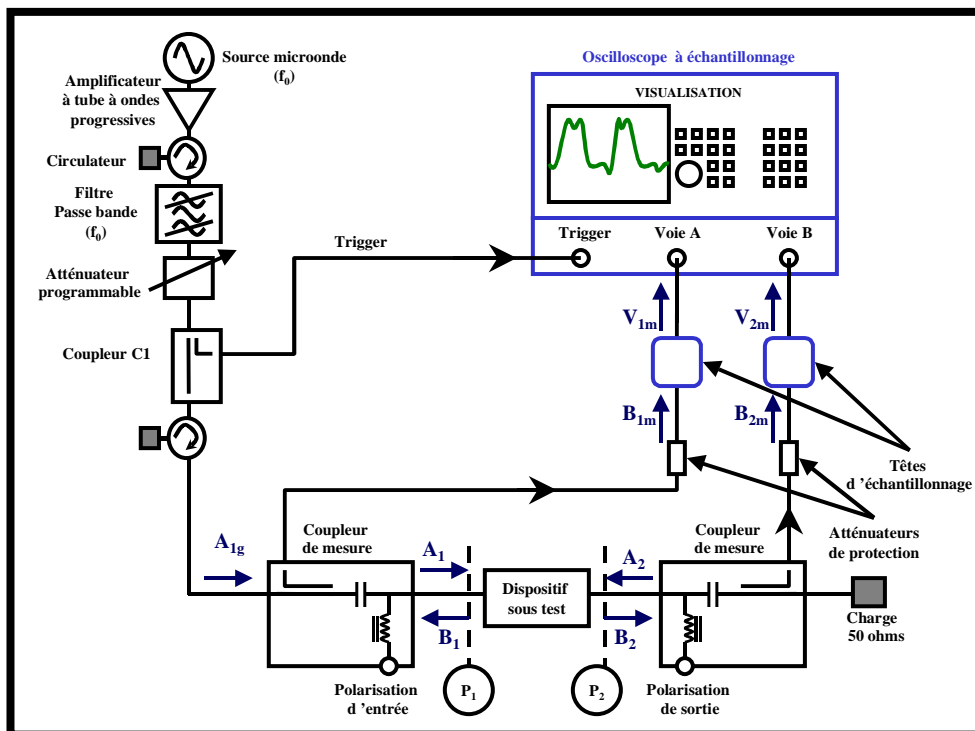 Source microonde
(f0)
Amplificateur
à tube à ondes
progressives
Circulateur
Filtre
Passe bande
(f0)
Atténuateur
programmable
Coupleur C1
Trigger
Oscilloscope à échantillonnage
VISUALISATION
Trigger
Voie A
Voie B
V1m
V2m
B1m
B2m
Têtes
d ’échantillonnage
Atténuateurs
de protection
Coupleur
de mesure
Coupleur
de mesure
A1g
A1
A2
Dispositif
sous test
B1
B2
Charge
50 ohms
P1
P2
Polarisation
d ’entrée
Polarisation
de sortie